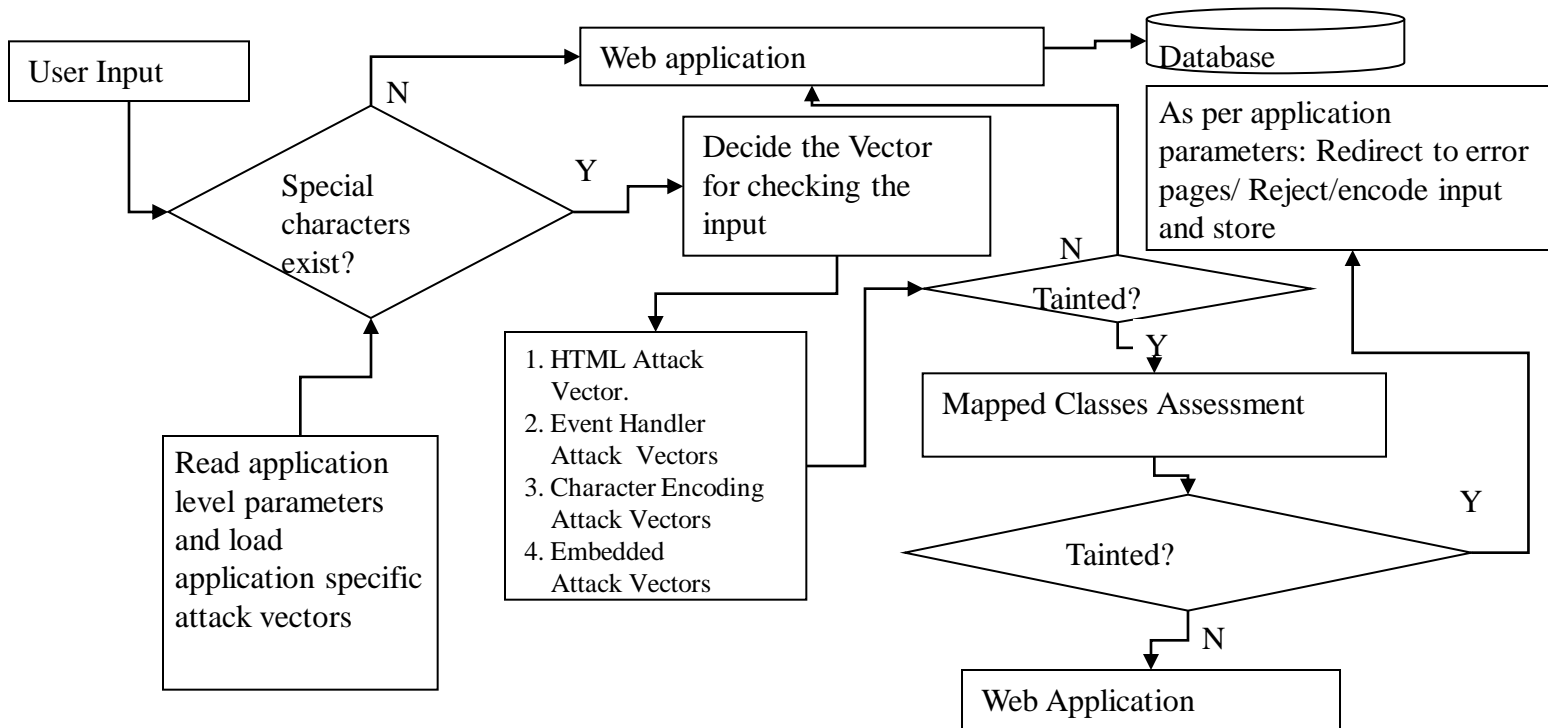 User Input
Web application
Database
N
Special
characters
exist?
Y
Decide the Vector
for checking the
input
As per application
parameters: Redirect to error
pages/ Reject/encode input
and store
N
Tainted?
Y
1. HTML Attack
Vector.
2. Event Handler
Attack Vectors
3. Character Encoding
Attack Vectors
4. Embedded
Attack Vectors
Read application
level parameters
and load
application specific
attack vectors
Mapped Classes Assessment
Tainted?
Y
N
Web Application